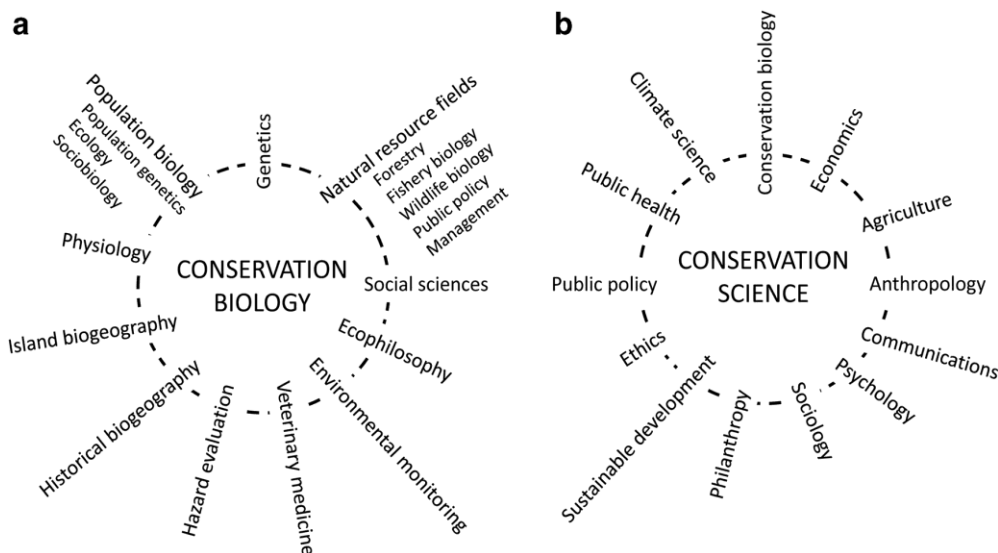 a
Population biology
Population genetics
Ecology
Sociobiology
Genetics
Natural resource fields
Forestry
Fishery biology
Wildlife biology
Public policy
Management
Physiology
CONSERVATION
BIOLOGY
Social sciences
Island biogeography
Ecophilosophy
Historical biogeography
Hazard evaluation
Veterinary medicine
Environmental monitoring
b
Climate science
Conservation biology
Economics
Public health
Agriculture
Public policy
CONSERVATION
SCIENCE
Anthropology
Ethics
Communications
Sustainable development
Philanthropy
Sociology
Psychology